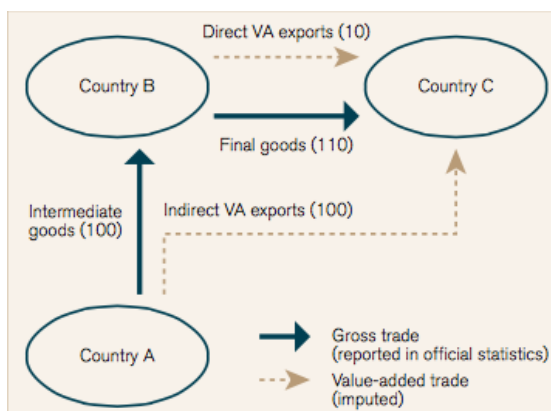 Direct VA exports (10)
Country B
Country C
Final goods (110)
Intermediate
goods (100)
Indirect VA exports (100)
Country A
Gross trade
(reported in official statistics)
Value-added trade
(imputed)